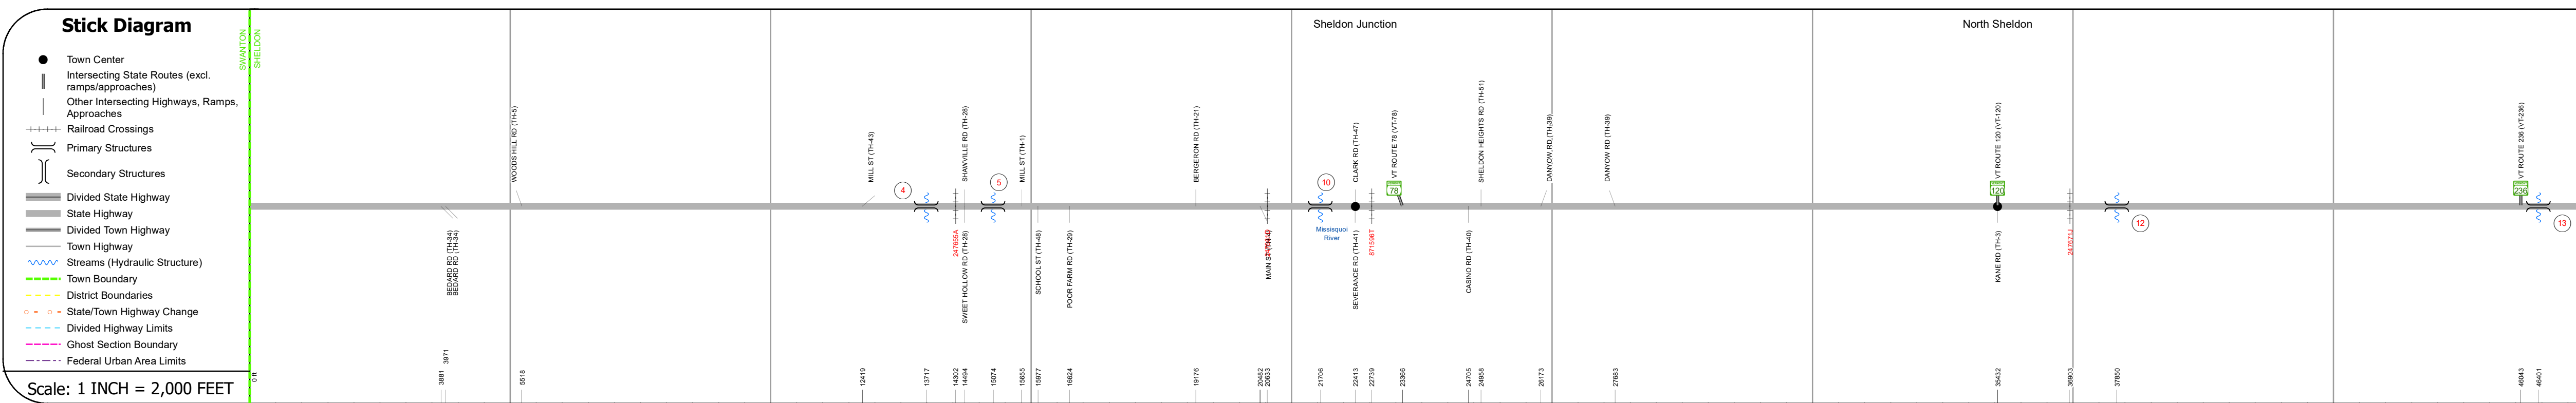 Stick Diagram
Town Center
Intersecting State Routes (excl.
ramps/approaches)
Other Intersecting Highways, Ramps,
Approaches
Railroad Crossings
Primary Structures
Secondary Structures
Divided State Highway
State Highway
Divided Town Highway
Town Highway
Streams (Hydraulic Structure)
Town Boundary
District Boundaries
State/Town Highway Change
Divided Highway Limits
Ghost Section Boundary
Federal Urban Area Limits
Scale: 1 INCH = 2,000 FEET
SWANTON
SHELDON
Sheldon Junction
North Sheldon
WOODS HILL RD (TH-5)
MILL ST (TH-43)
SHAWVILLE RD (TH-28)
MILL ST (TH-1)
BERGERON RD (TH-21)
CLARK RD (TH-47)
VT ROUTE 78 (VT-78)
SHELDON HEIGHTS RD (TH-51)
DANYOW RD (TH-39)
DANYOW RD (TH-39)
VT ROUTE 120 (VT-120)
VT ROUTE 236 (VT-236)
4
5
10
78
120
236
12
13
BEDARD RD (TH-34)
BEDARD RD (TH-34)
247655A
SWEET HOLLOW RD (TH-28)
SCHOOL ST (TH-48)
POOR FARM RD (TH-29)
MAIN ST (TH-4)
Missisquoi
River
SEVERANCE RD (TH-41)
871596T
CASINO RD (TH-40)
KANE RD (TH-3)
247671J
0 ft
3881
3971
5518
12419
13717
14302
14494
15074
15655
15977
16624
19176
20482
20633
21706
22413
22739
23366
24705
24958
26173
27683
35432
36903
37850
46043
46401